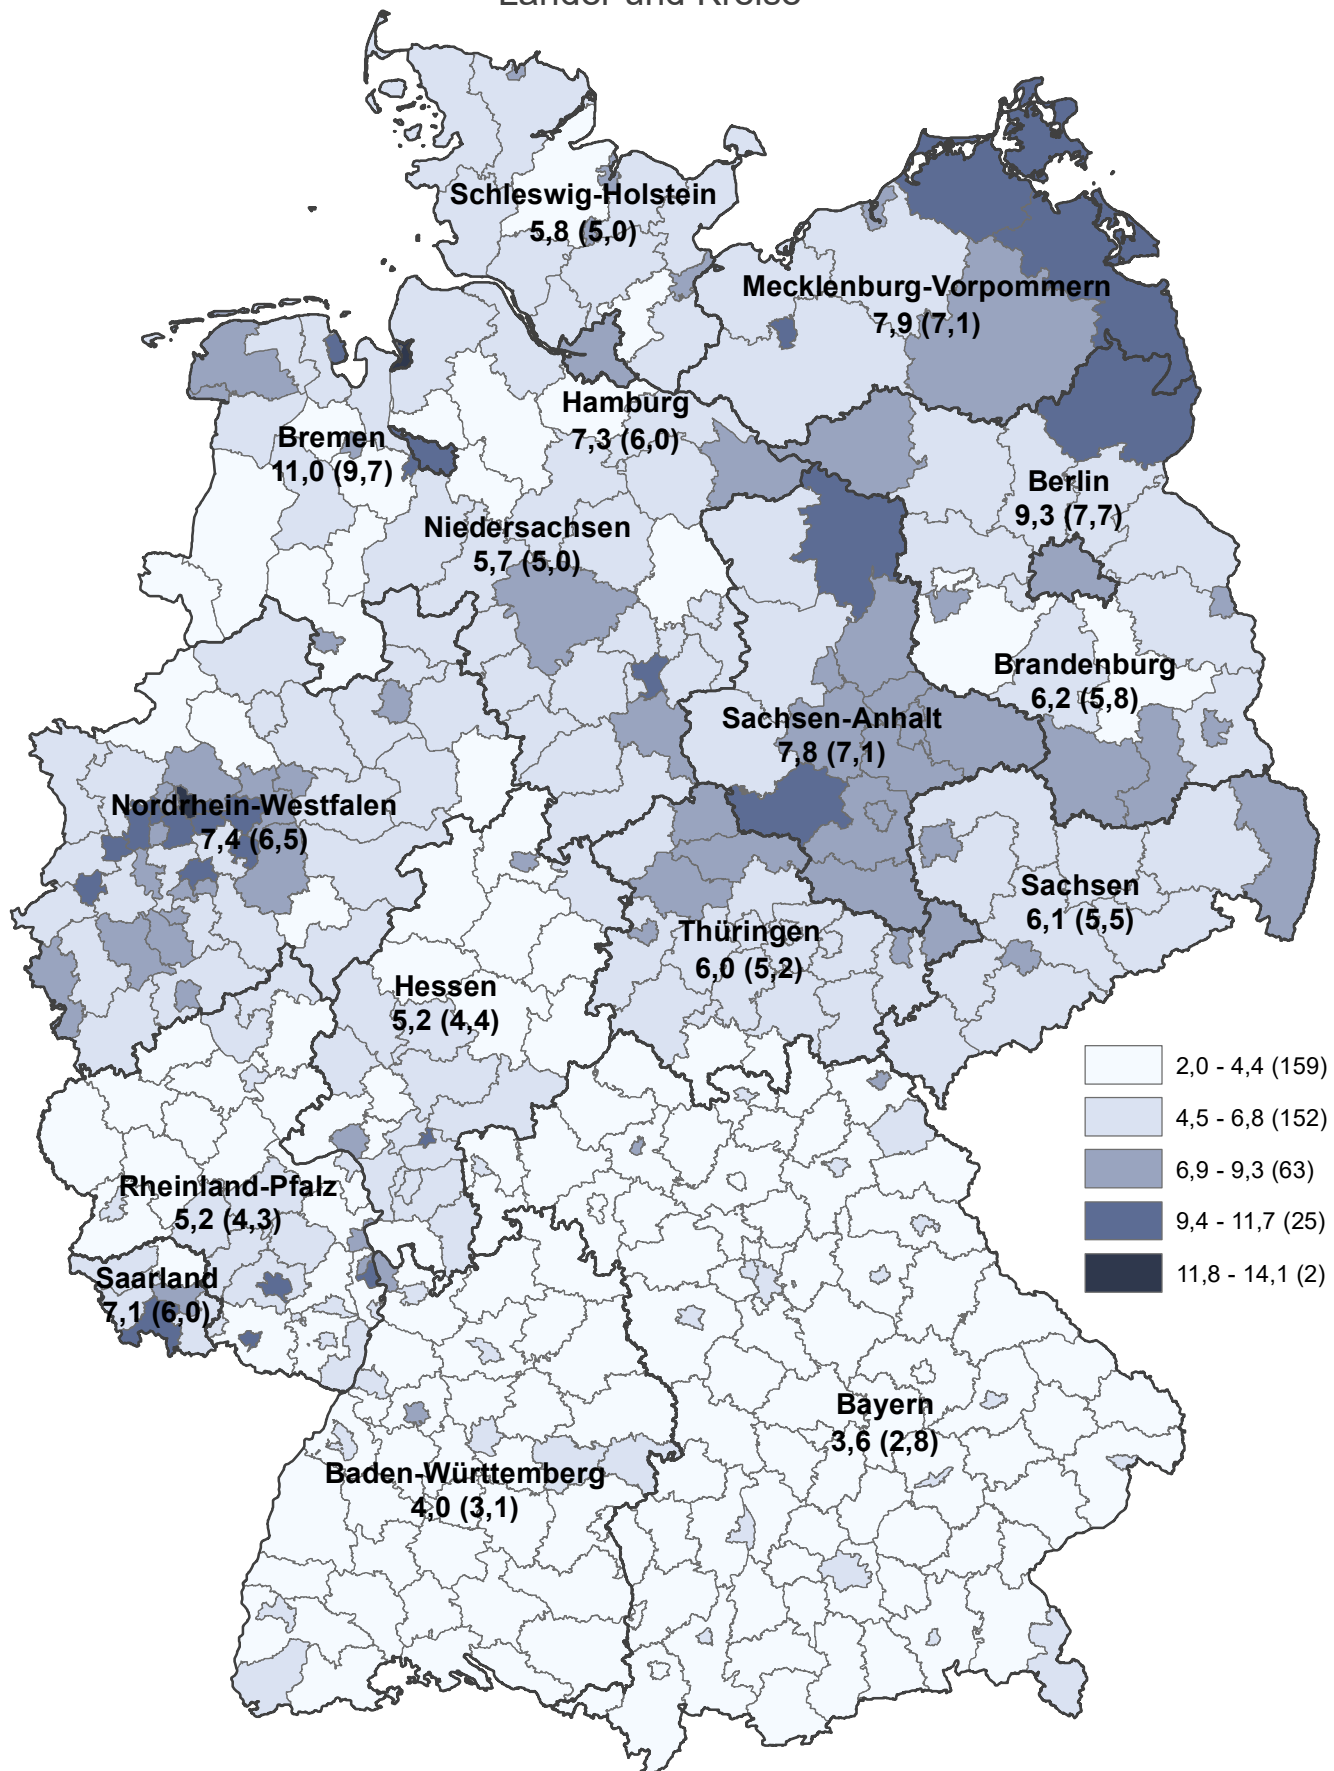 Länder und Kreise
Schleswig-Holstein
5,8 (5,0)
Mecklenburg-Vorpommern
7,9 (7,1)
Hamburg
7,3 (6,0)
Bremen
11,0 (9,7)
Berlin
9,3 (7,7)
Niedersachsen
5,7 (5,0)
Brandenburg
6,2 (5,8)
Sachsen-Anhalt
7,8 (7,1)
Nordrhein-Westfalen
7,4 (6,5)
Sachsen
6,1 (5,5)
Thüringen
6,0 (5,2)
Hessen
5,2 (4,4)
2,0 - 4,4 (159)
4,5 - 6,8 (152)
6,9 - 9,3 (63)
9,4 - 11,7 (25)
11,8 - 14,1 (2)
Rheinland-Pfalz
5,2 (4,3)
Saarland
7,1 (6,0)
Bayern
3,6 (2,8)
Baden-Württemberg
4,0 (3,1)